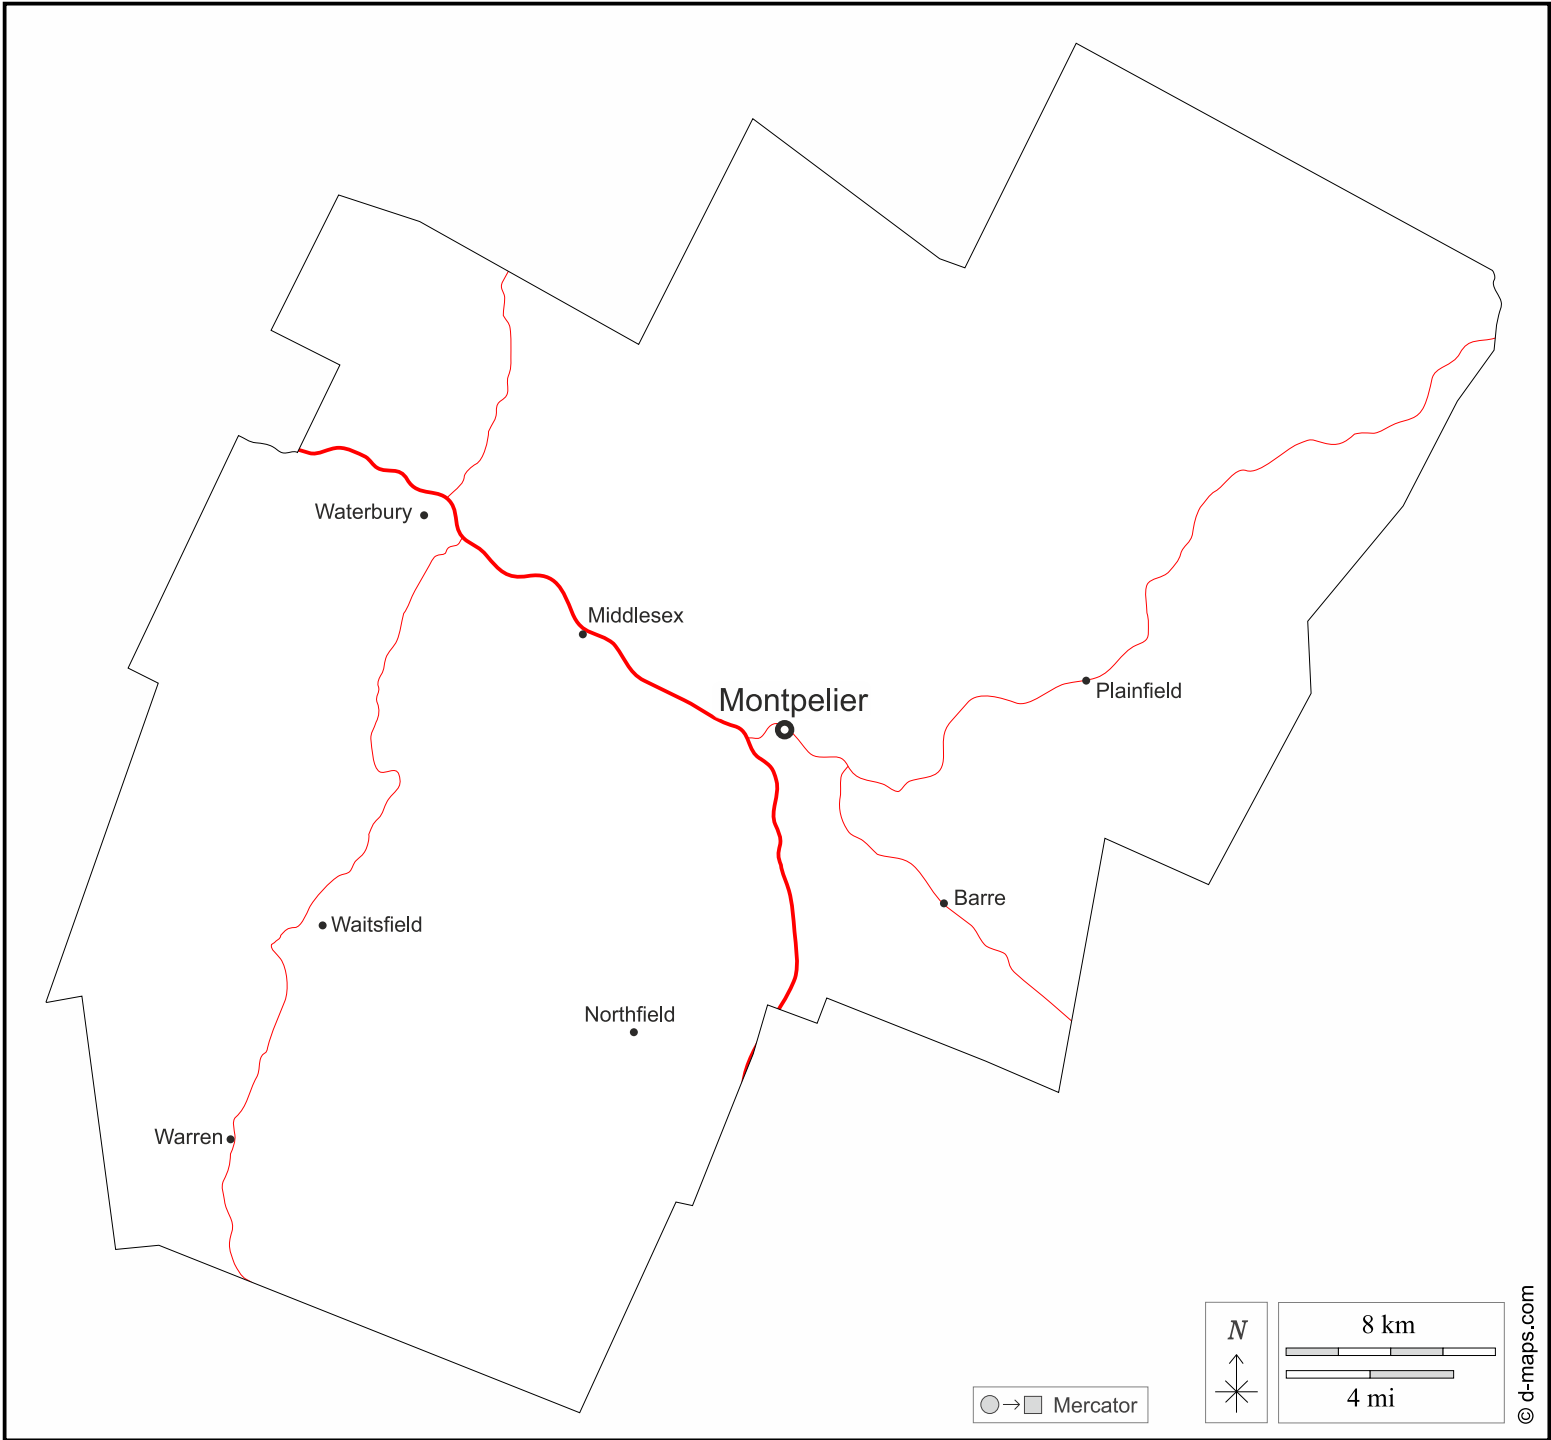 Waterbury
Middlesex
Montpelier
Plainfield
Barre
Waitsfield
Northfield
Warren
N
8 km
4 mi
Mercator
© d-maps.com